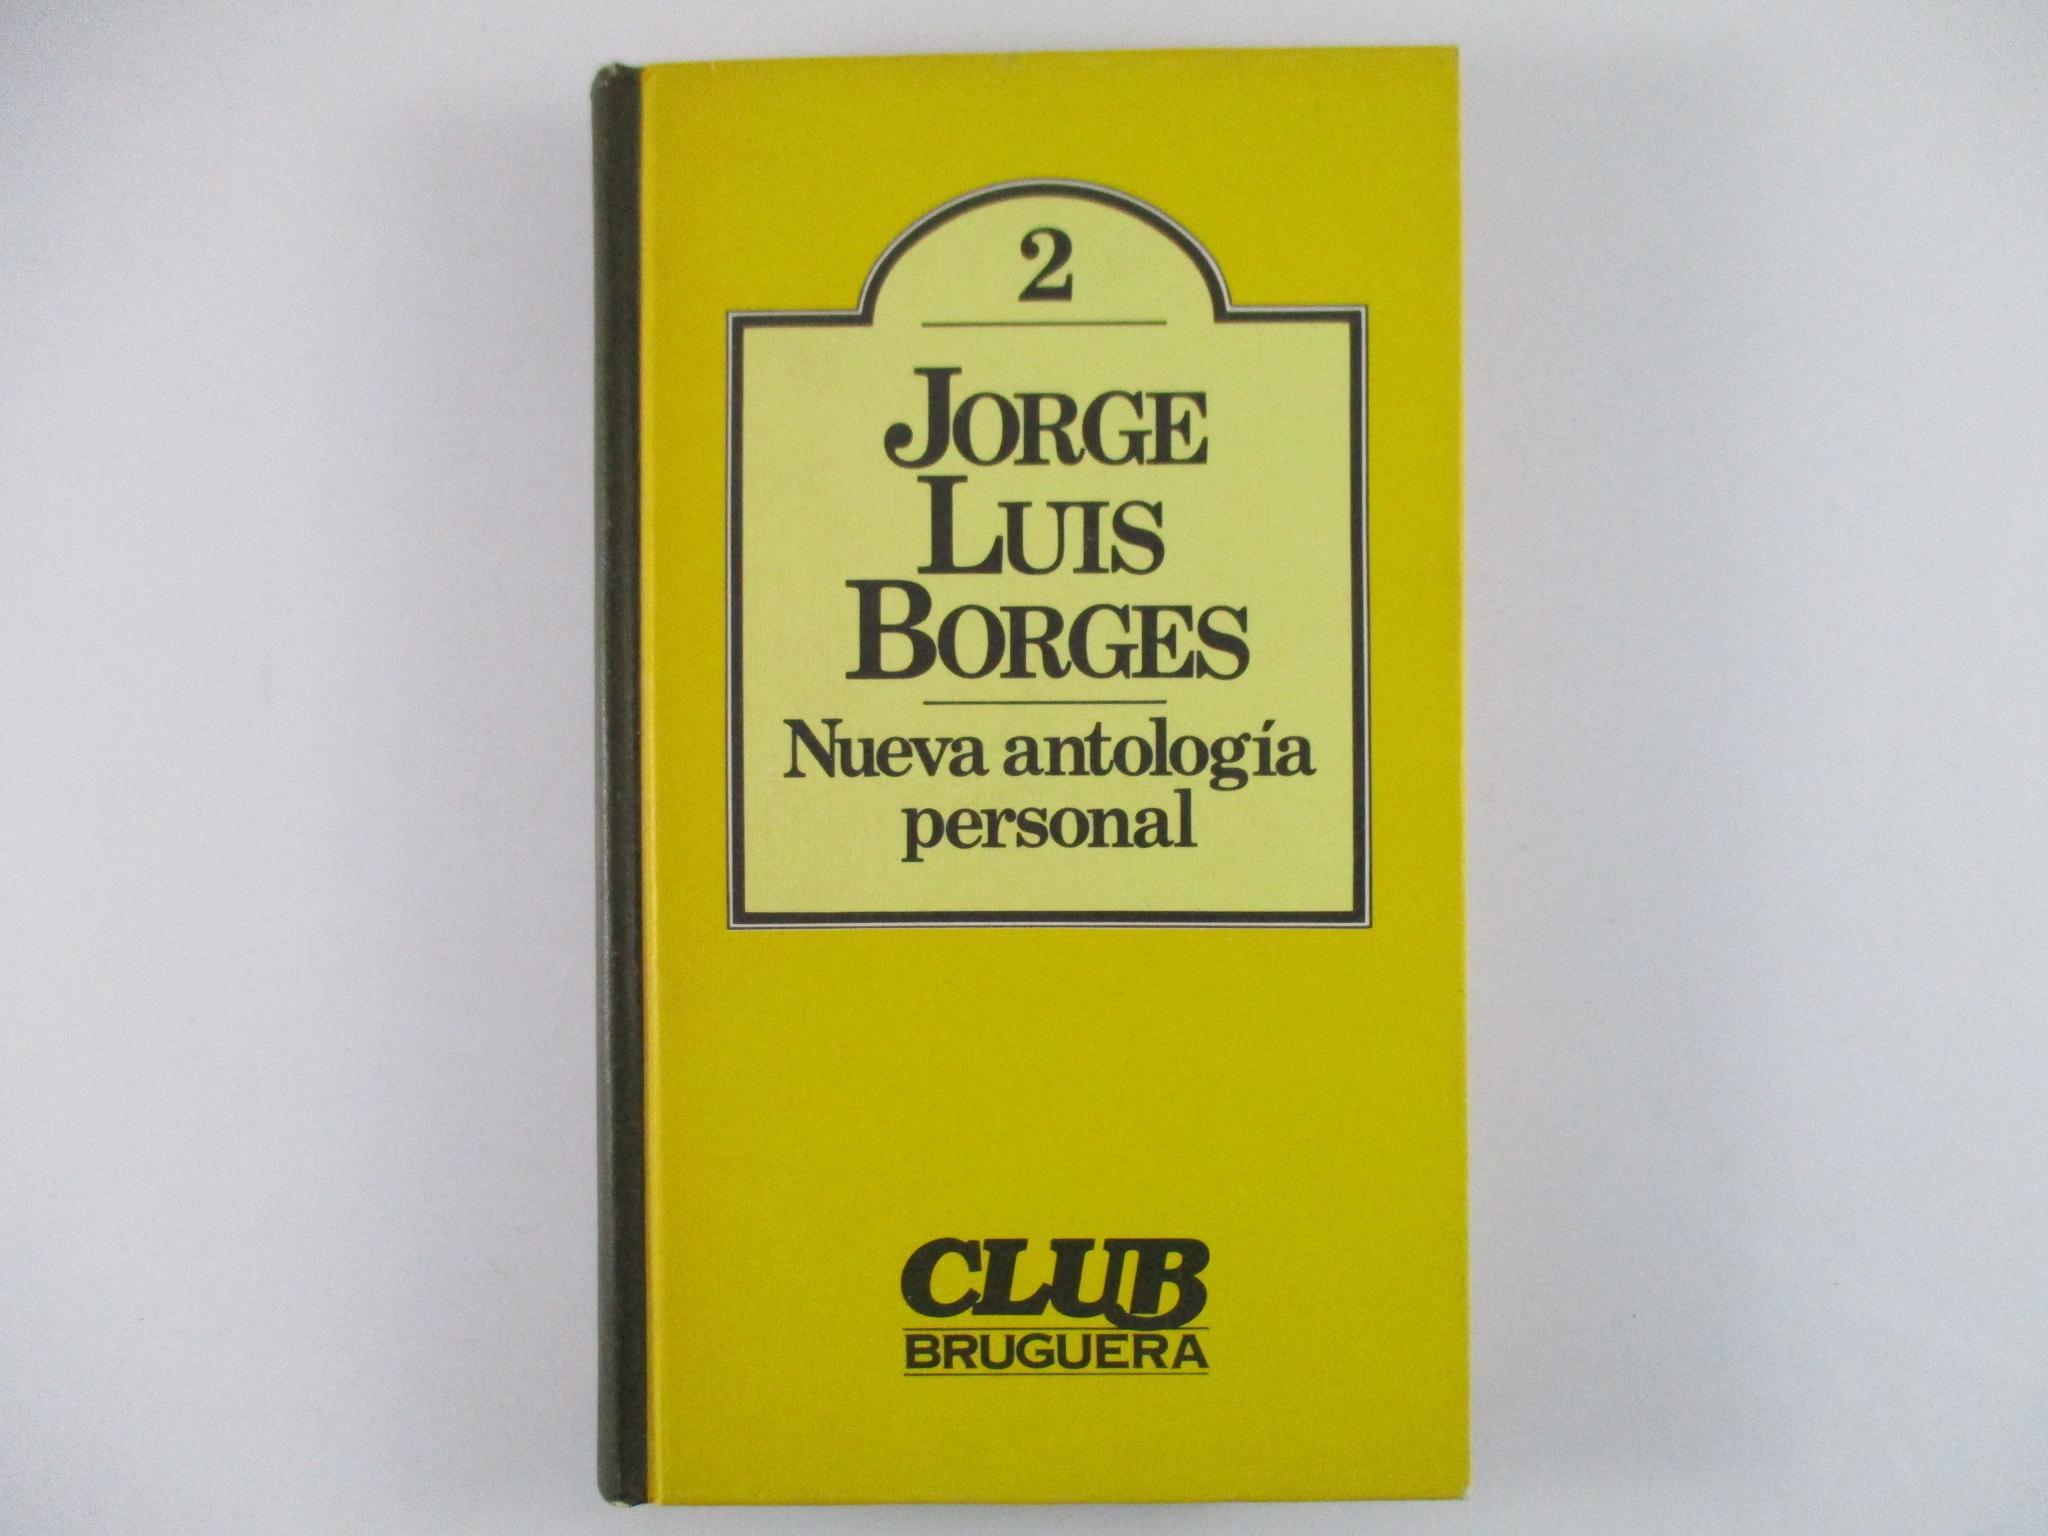 2
JORGE
LUIS
BORGES
Nueva antología
personal
CLUB
BRUGUERA